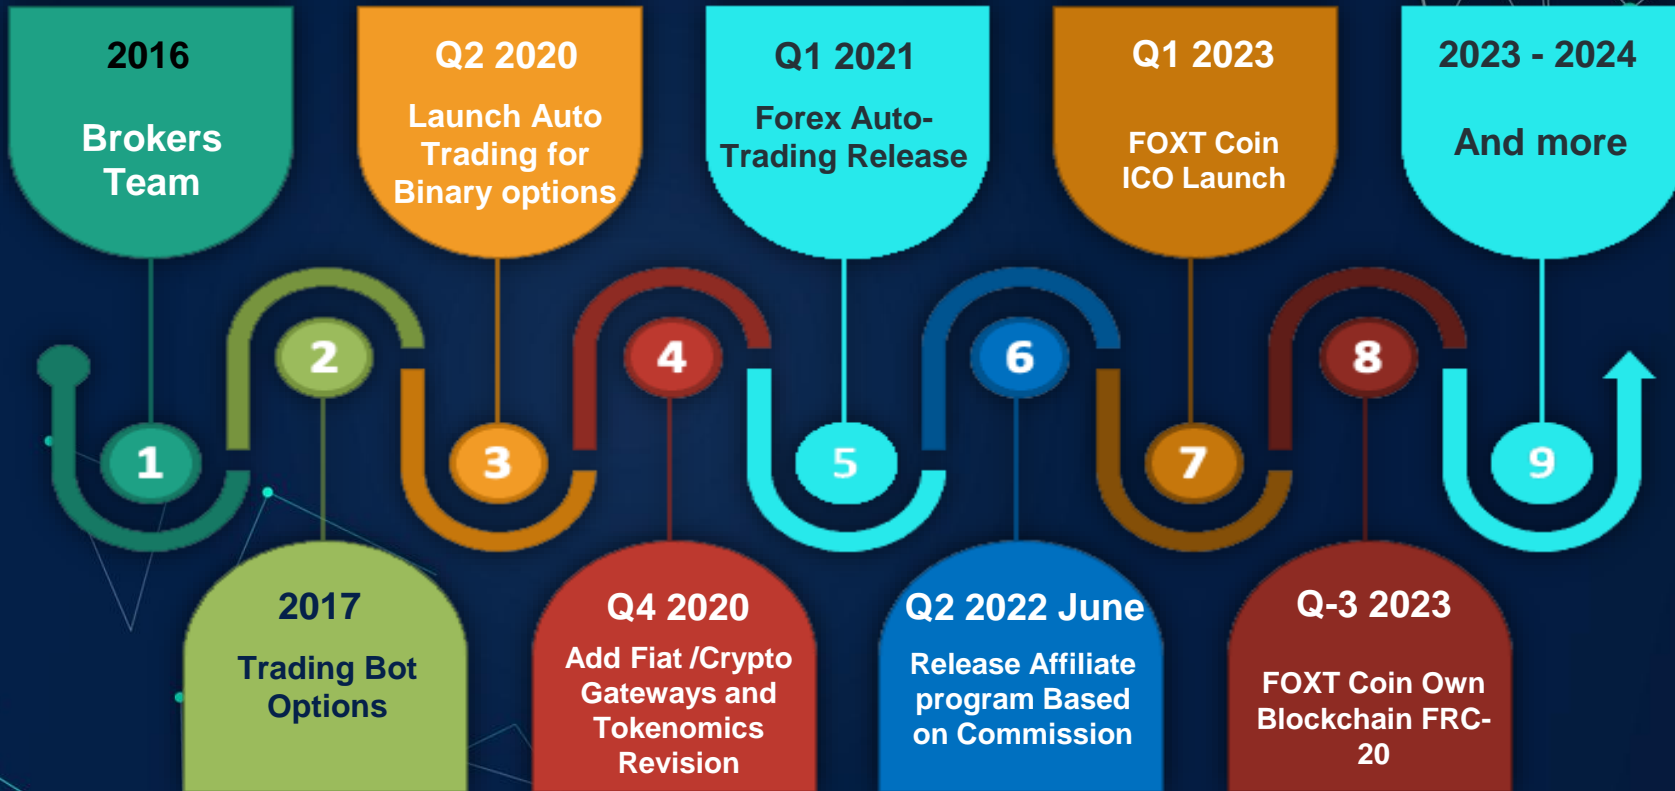 2016
Brokers
Team
Q2 2020
Launch Auto
Trading for
Binary options
Q1 2021
Forex Auto-
Trading Release
Q1 2023
FOXT Coin
ICO Launch
2023 - 2024
And more
1
2
3
4
5
6
7
8
9
2017
Trading Bot
Options
Q4 2020
Add Fiat /Crypto
Gateways and
Tokenomics
Revision
Q2 2022 June
Release Affiliate
program Based
on Commission
Q-3 2023
FOXT Coin Own
Blockchain FRC-
20